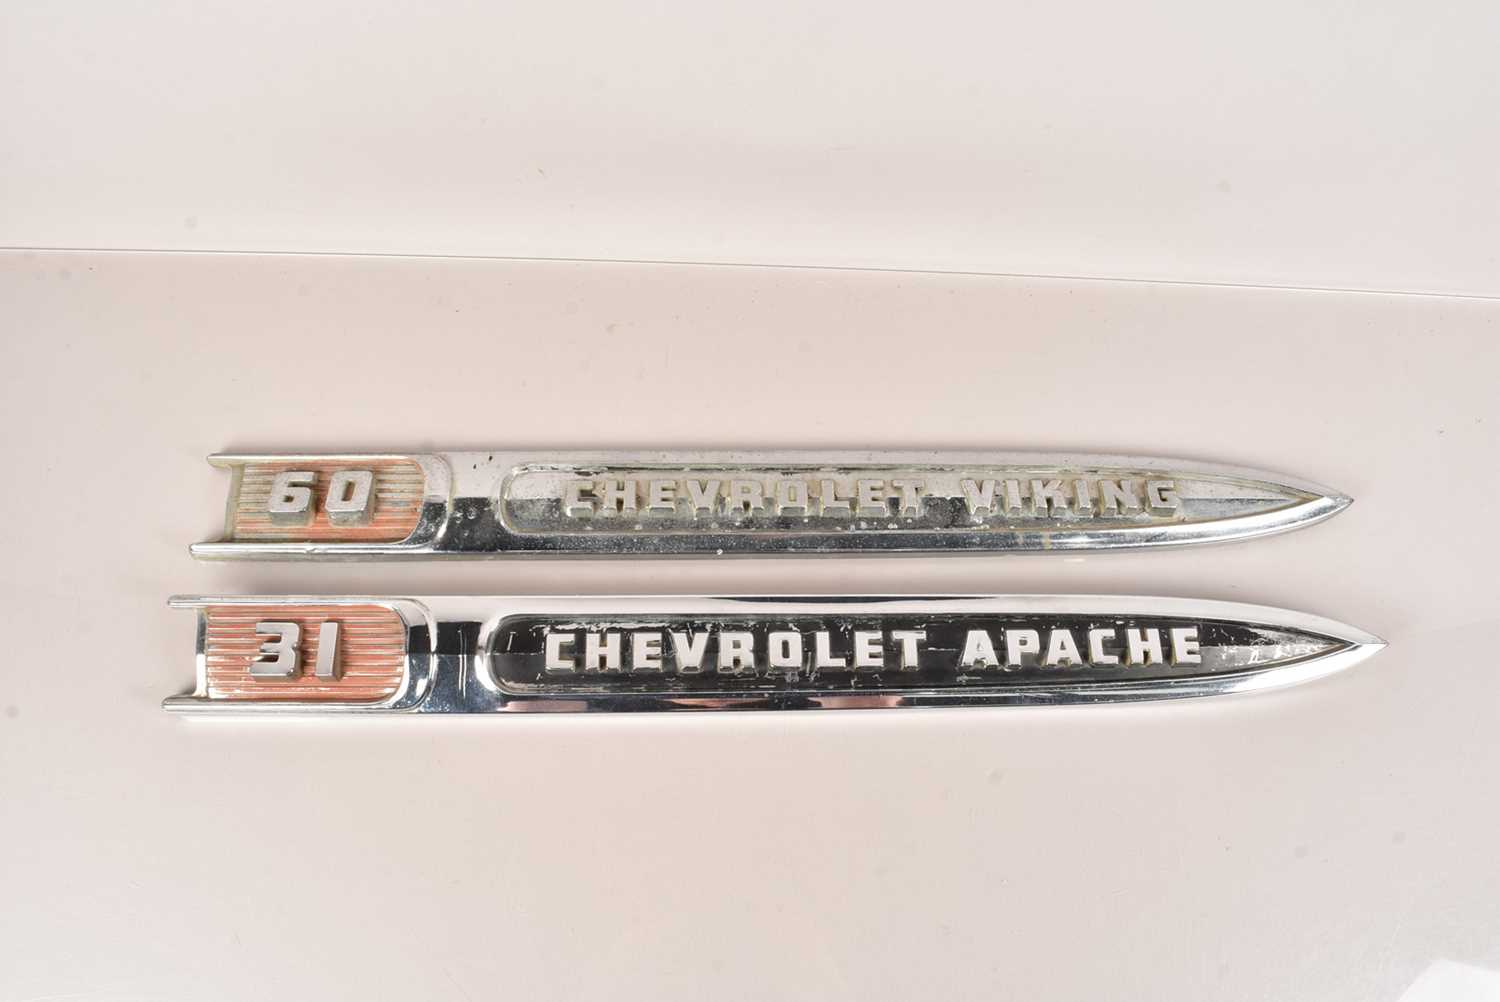 60 CHEVROLET VIKING
31 CHEVROLET APACHE